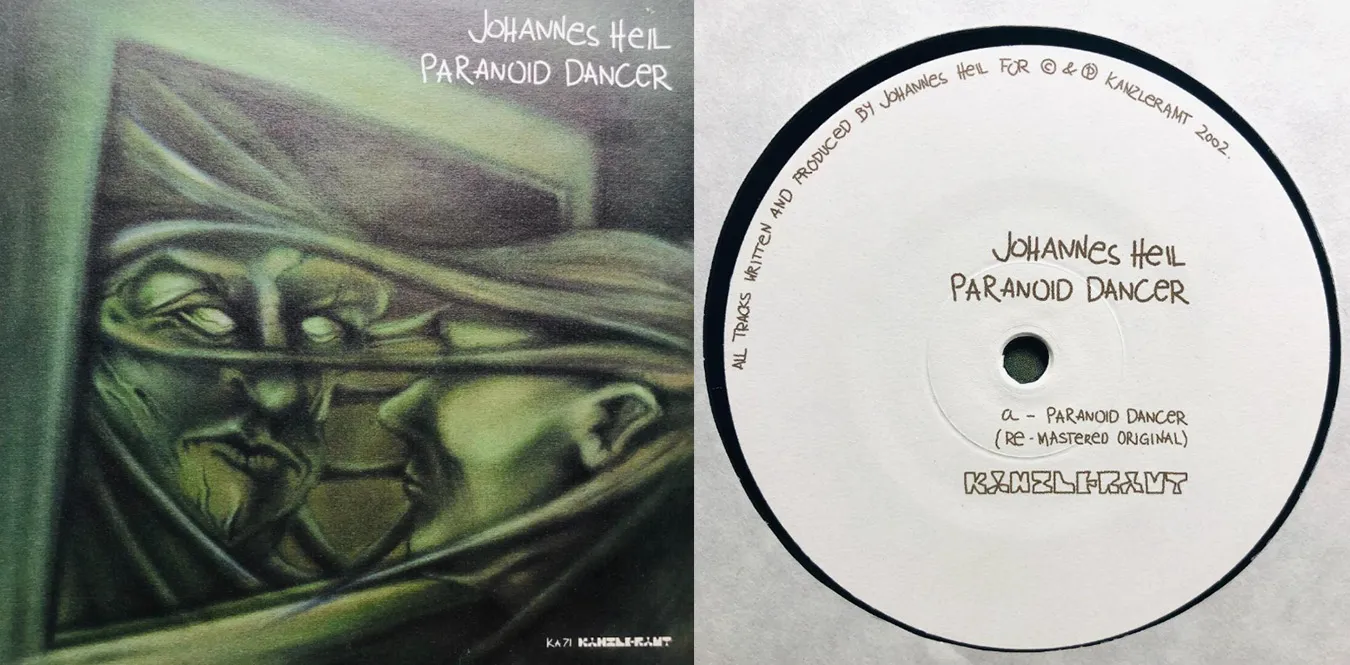 JOHANNES HEIL
PARANOID DANCER
KA71 KANZLERAMT
ALL TRACKS WRITTEN AND PRODUCED BY JOHANNES HEIL FOR © & ℗ KANZLERAMT 2002.
JOHANNES HEIL
PARANOID DANCER
a - PARANOID DANCER
(RE-MASTERED ORIGINAL)
KANZLERAMT